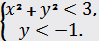 x² + y² < 3,
y < −1.